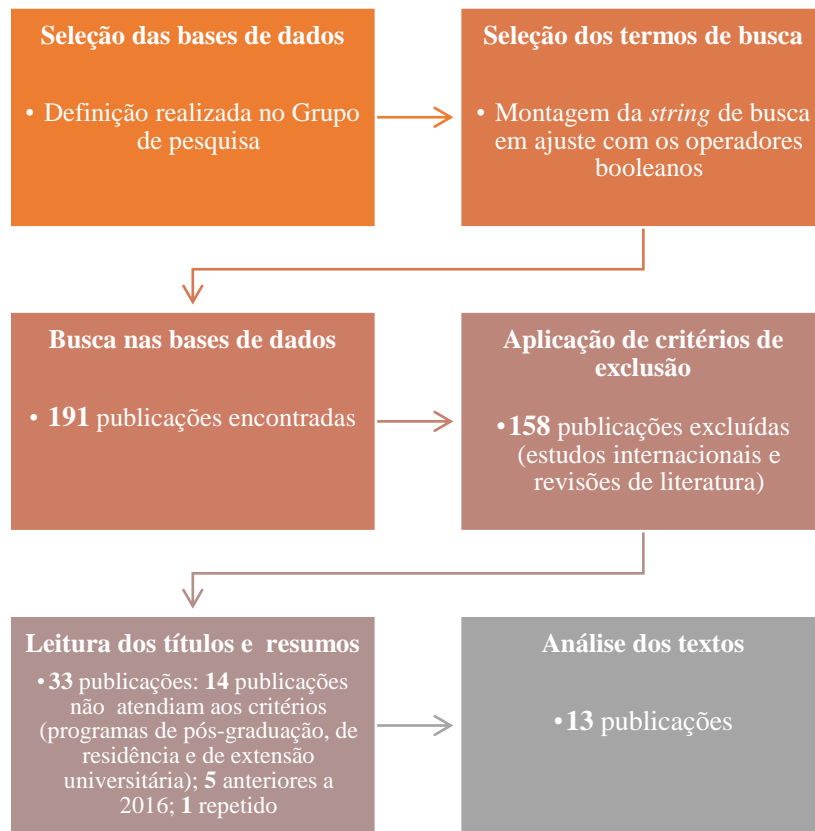 Seleção das bases de dados
• Definição realizada no Grupo
de pesquisa
Seleção dos termos de busca
• Montagem da string de busca
em ajuste com os operadores
booleanos
Busca nas bases de dados
• 191 publicações encontradas
Aplicação de critérios de
exclusão
•158 publicações excluídas
(estudos internacionais e
revisões de literatura)
Leitura dos títulos e resumos
•33 publicações: 14 publicações
não atendiam aos critérios
(programas de pós-graduação, de
residência e de extensão
universitária); 5 anteriores a
2016; 1 repetido
Análise dos textos
•13 publicações